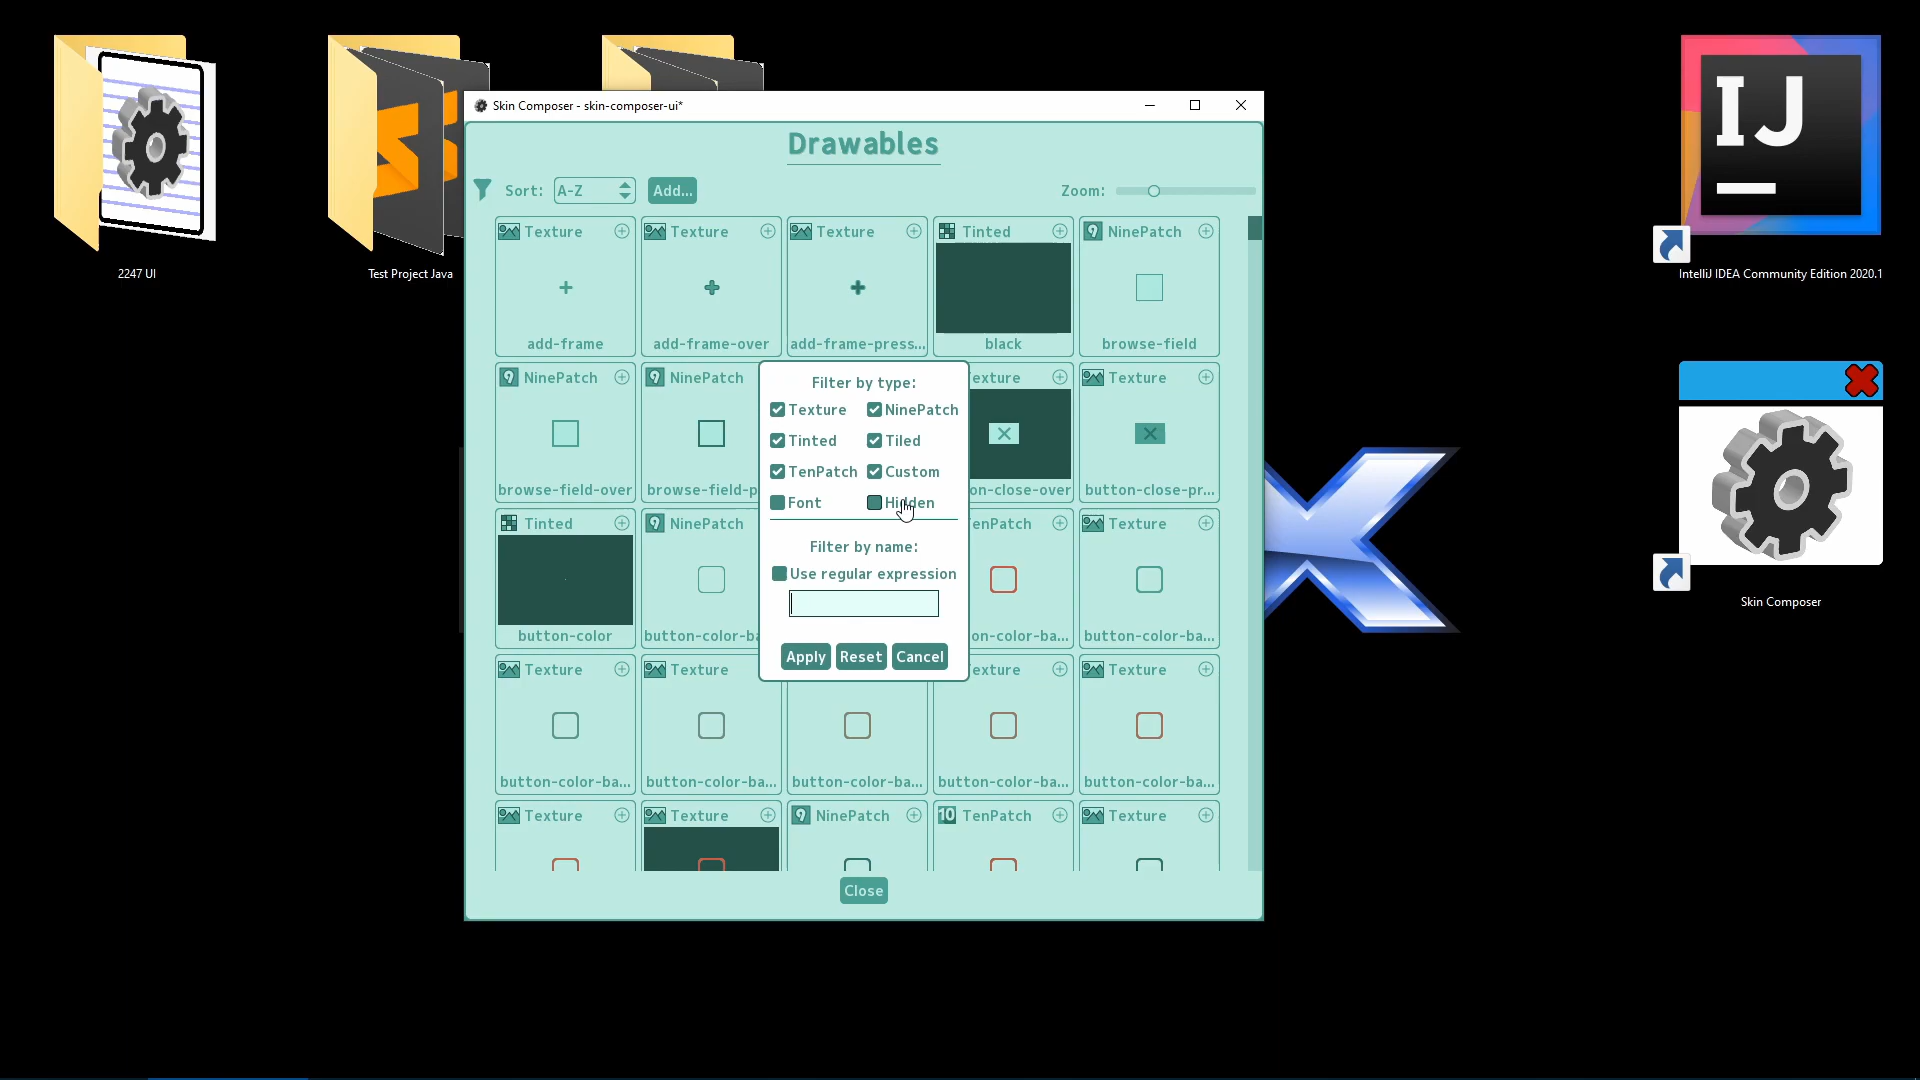 2247 UI
Test Project Java
IntelliJ IDEA Community Edition 2020.1
IJ
Skin Composer
Skin Composer - skin-composer-ui*
Drawables
Sort: A-Z Add... Zoom:
Texture Texture Texture Tinted NinePatch
add-frame add-frame-over add-frame-press... black browse-field
NinePatch NinePatch exture Texture
browse-field-over browse-field-p on-close-over button-close-pr...
Tinted NinePatch enPatch Texture
button-color button-color-ba on-color-ba... button-color-ba...
Texture Texture exture Texture
button-color-ba... button-color-ba... button-color-ba... button-color-ba... button-color-ba...
Texture Texture NinePatch 10 TenPatch Texture
Close
Filter by type:
Texture NinePatch
Tinted Tiled
TenPatch Custom
Font Hidden
Filter by name:
Use regular expression
Apply Reset Cancel